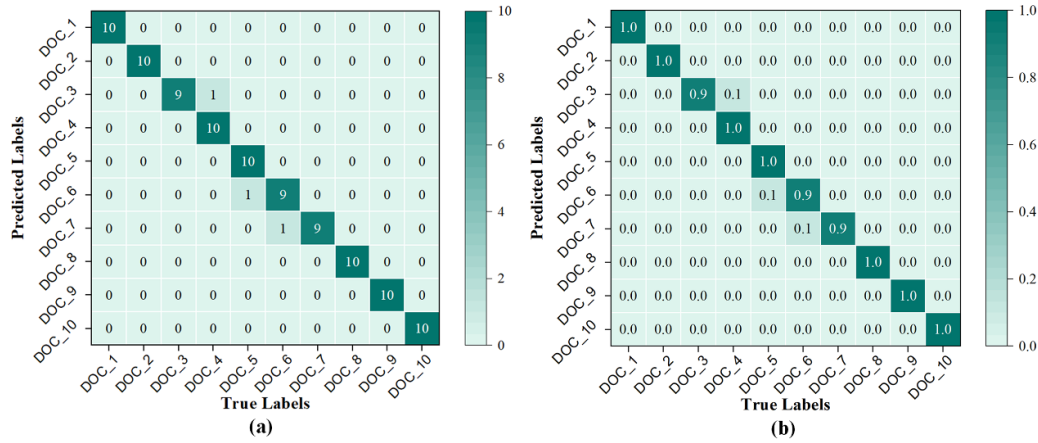 DOC_1 10 0 0 0 0 0 0 0 0 0
DOC_2 0 10 0 0 0 0 0 0 0 0
DOC_3 0 0 9 1 0 0 0 0 0 0
DOC_4 0 0 0 10 0 0 0 0 0 0
DOC_5 0 0 0 0 10 0 0 0 0 0
DOC_6 0 0 0 0 1 9 0 0 0 0
DOC_7 0 0 0 0 0 1 9 0 0 0
DOC_8 0 0 0 0 0 0 0 10 0 0
DOC_9 0 0 0 0 0 0 0 0 10 0
DOC_10 0 0 0 0 0 0 0 0 0 10
Predicted Labels
DOC_1 DOC_2 DOC_3 DOC_4 DOC_5 DOC_6 DOC_7 DOC_8 DOC_9 DOC_10
True Labels
(a)
10
8
6
4
2
0
DOC_1 1.0 0.0 0.0 0.0 0.0 0.0 0.0 0.0 0.0 0.0
DOC_2 0.0 1.0 0.0 0.0 0.0 0.0 0.0 0.0 0.0 0.0
DOC_3 0.0 0.0 0.9 0.1 0.0 0.0 0.0 0.0 0.0 0.0
DOC_4 0.0 0.0 0.0 1.0 0.0 0.0 0.0 0.0 0.0 0.0
DOC_5 0.0 0.0 0.0 0.0 1.0 0.0 0.0 0.0 0.0 0.0
DOC_6 0.0 0.0 0.0 0.0 0.1 0.9 0.0 0.0 0.0 0.0
DOC_7 0.0 0.0 0.0 0.0 0.0 0.1 0.9 0.0 0.0 0.0
DOC_8 0.0 0.0 0.0 0.0 0.0 0.0 0.0 1.0 0.0 0.0
DOC_9 0.0 0.0 0.0 0.0 0.0 0.0 0.0 0.0 1.0 0.0
DOC_10 0.0 0.0 0.0 0.0 0.0 0.0 0.0 0.0 0.0 1.0
Predicted Labels
DOC_1 DOC_2 DOC_3 DOC_4 DOC_5 DOC_6 DOC_7 DOC_8 DOC_9 DOC_10
True Labels
(b)
1.0
0.8
0.6
0.4
0.2
0.0